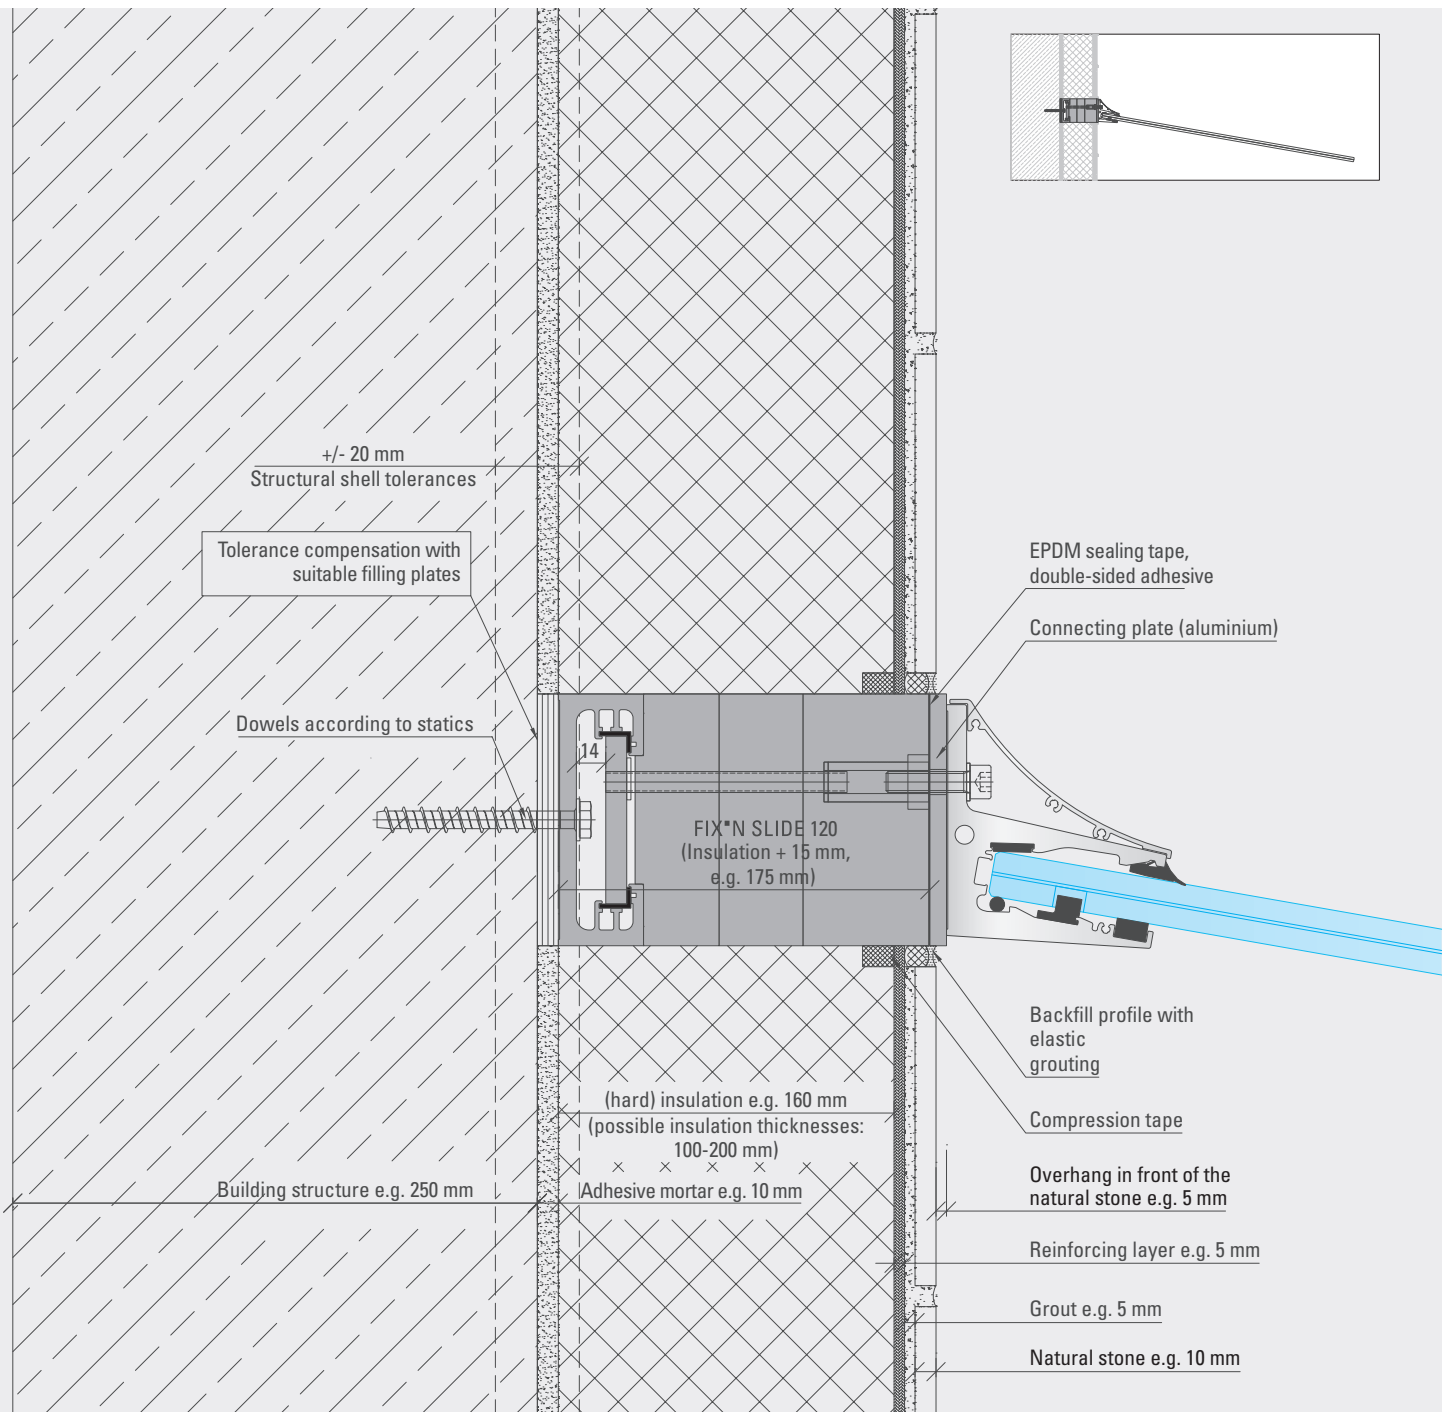 +/- 20 mm
Structural shell tolerances
Tolerance compensation with
suitable filling plates
Dowels according to statics
14
FIX■N SLIDE 120
(Insulation + 15 mm,
e.g. 175 mm)
EPDM sealing tape,
double-sided adhesive
Connecting plate (aluminium)
Backfill profile with
elastic
grouting
(hard) insulation e.g. 160 mm
(possible insulation thicknesses:
100-200 mm)
Compression tape
Building structure e.g. 250 mm
Adhesive mortar e.g. 10 mm
Overhang in front of the
natural stone e.g. 5 mm
Reinforcing layer e.g. 5 mm
Grout e.g. 5 mm
Natural stone e.g. 10 mm